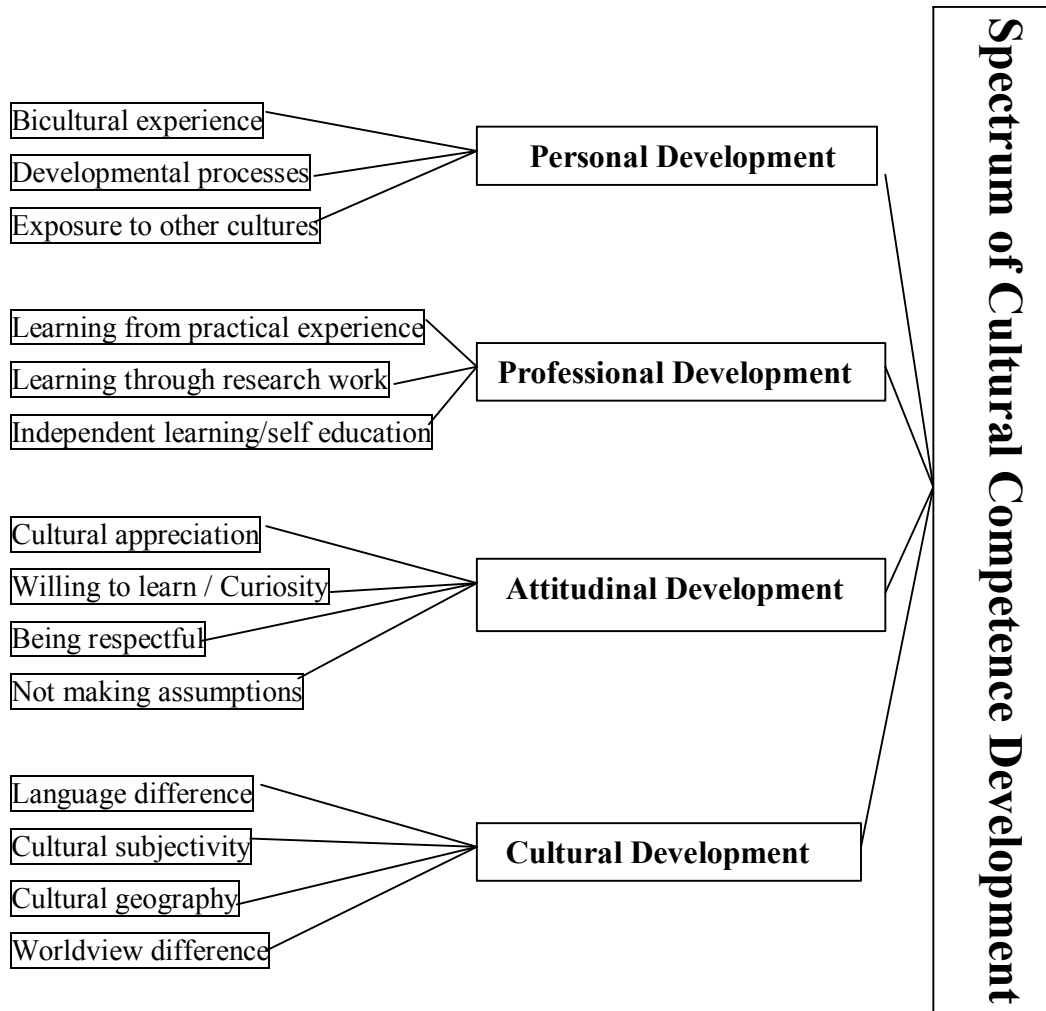 Bicultural experience
Developmental processes
Exposure to other cultures
Personal Development
Learning from practical experience
Learning through research work
Independent learning/self education
Professional Development
Cultural appreciation
Willing to learn / Curiosity
Being respectful
Not making assumptions
Attitudinal Development
Language difference
Cultural subjectivity
Cultural geography
Worldview difference
Cultural Development
Spectrum of Cultural Competence Development